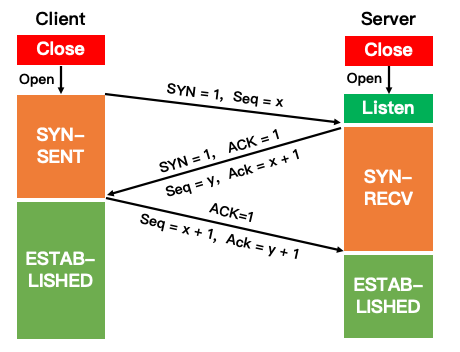 Client
Server
Close
Close
Open
Open
SYN = 1, Seq = x
Listen
SYN–
SENT
SYN = 1, ACK = 1
Seq = y, Ack = x + 1
SYN–
RECV
ACK=1
Seq = x + 1, Ack = y + 1
ESTAB–
LISHED
ESTAB–
LISHED